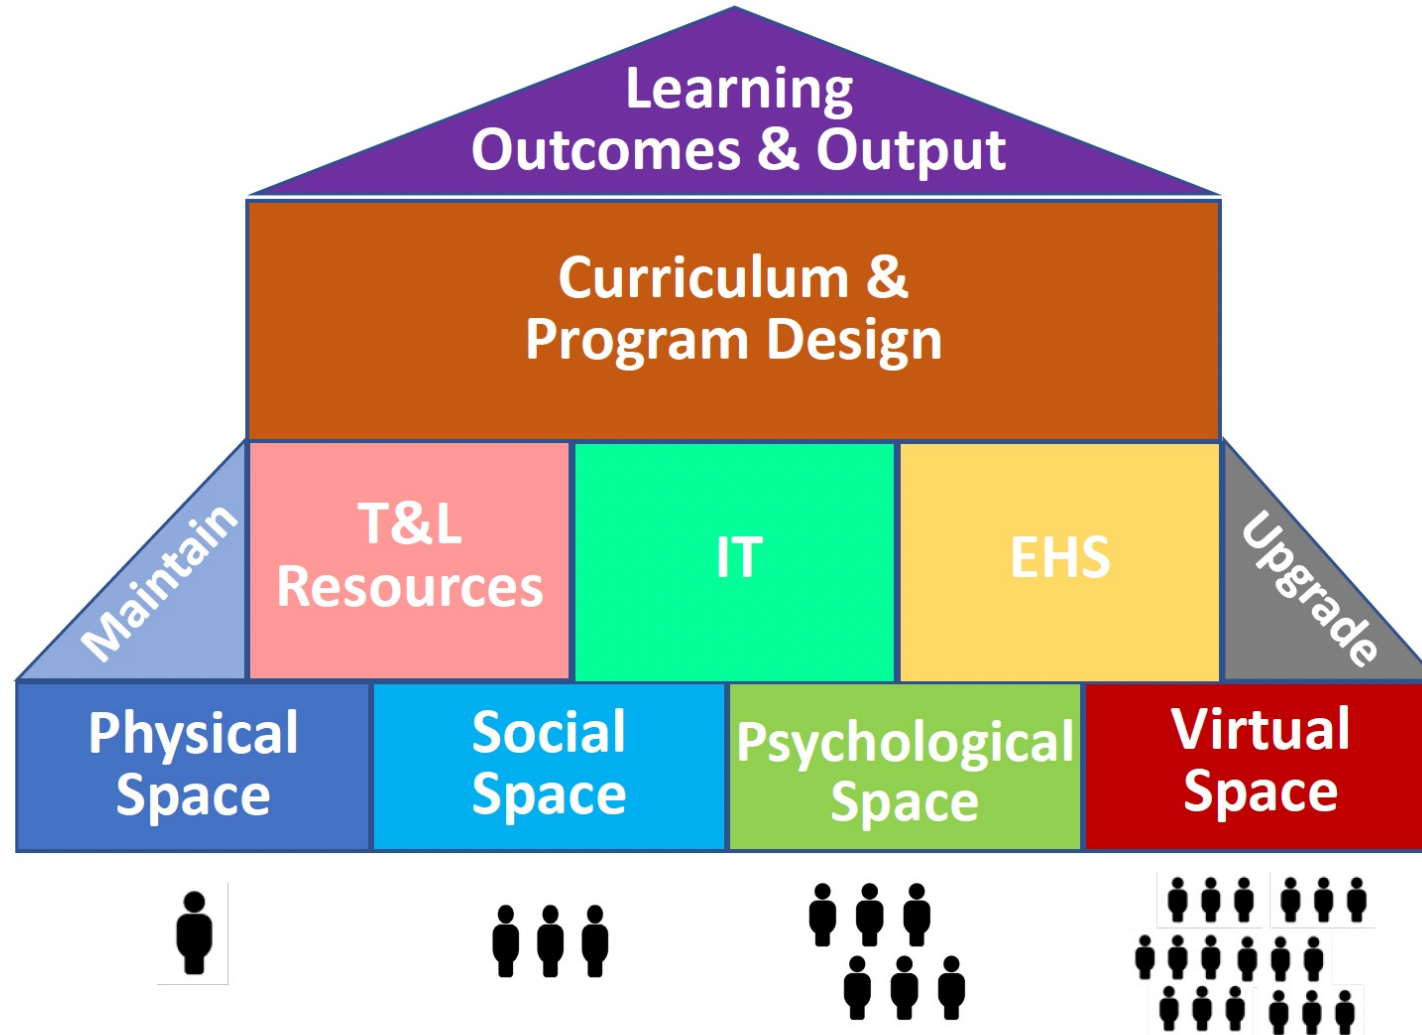 Learning
Outcomes & Output
Curriculum &
Program Design
Maintain
T&L
Resources
IT
EHS
Upgrade
Physical
Space
Social
Space
Psychological
Space
Virtual
Space